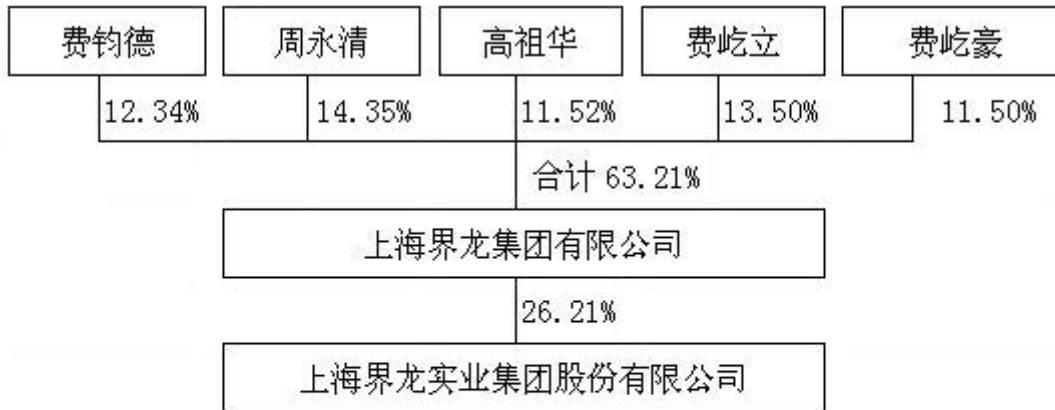 费钧德 周永清 高祖华 费屹立 费屹豪
12.34% 14.35% 11.52% 13.50% 11.50%
合计 63.21%
上海界龙集团有限公司
26.21%
上海界龙实业集团股份有限公司